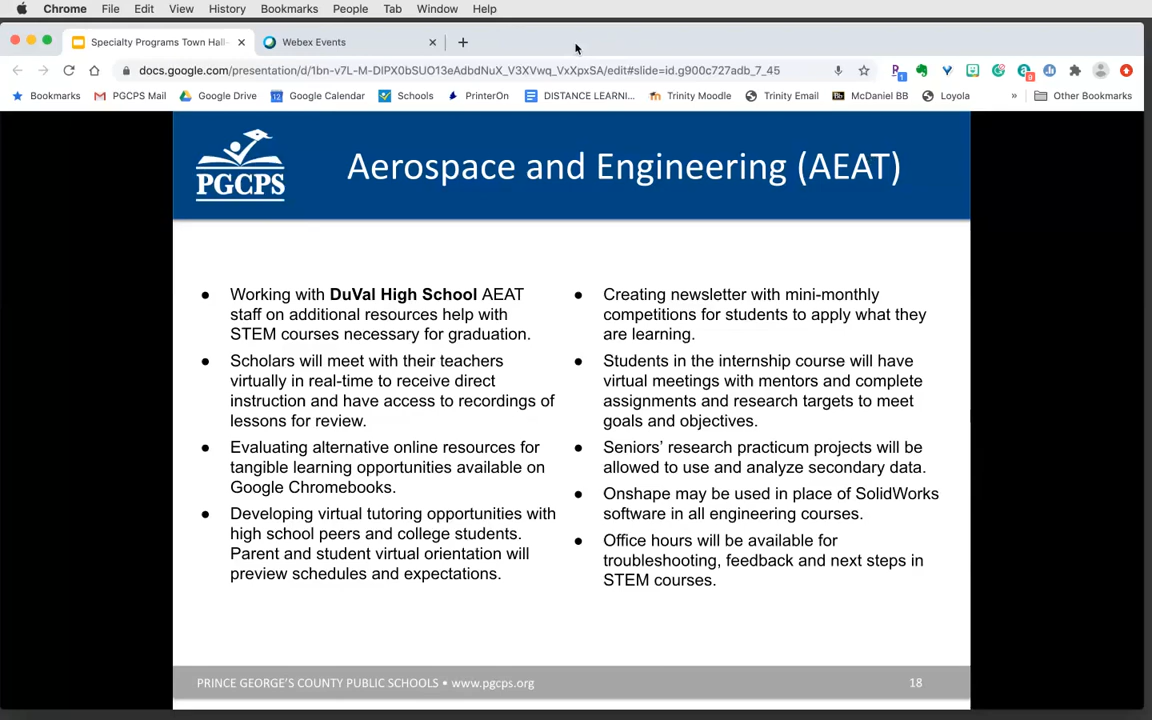 Chrome File Edit View History Bookmarks People Tab Window Help
Specialty Programs Town Hall-
Webex Events
docs.google.com/presentation/d/1bn-v7L-M-DlPX0bSUO13eAdbdNuX_V3XVwq_VxXpxSA/edit#slide=id.g900c727adb_7_45
Bookmarks PGCPS Mail Google Drive Google Calendar Schools PrinterOn DISTANCE LEARNI... Trinity Moodle Trinity Email McDaniel BB Loyola » Other Bookmarks
PGCPS
Aerospace and Engineering (AEAT)
● Working with DuVal High School AEAT
staff on additional resources help with
STEM courses necessary for graduation.
● Scholars will meet with their teachers
virtually in real-time to receive direct
instruction and have access to recordings of
lessons for review.
● Evaluating alternative online resources for
tangible learning opportunities available on
Google Chromebooks.
● Developing virtual tutoring opportunities with
high school peers and college students.
Parent and student virtual orientation will
preview schedules and expectations.
● Creating newsletter with mini-monthly
competitions for students to apply what they
are learning.
● Students in the internship course will have
virtual meetings with mentors and complete
assignments and research targets to meet
goals and objectives.
● Seniors’ research practicum projects will be
allowed to use and analyze secondary data.
● Onshape may be used in place of SolidWorks
software in all engineering courses.
● Office hours will be available for
troubleshooting, feedback and next steps in
STEM courses.
PRINCE GEORGE’S COUNTY PUBLIC SCHOOLS • www.pgcps.org
18